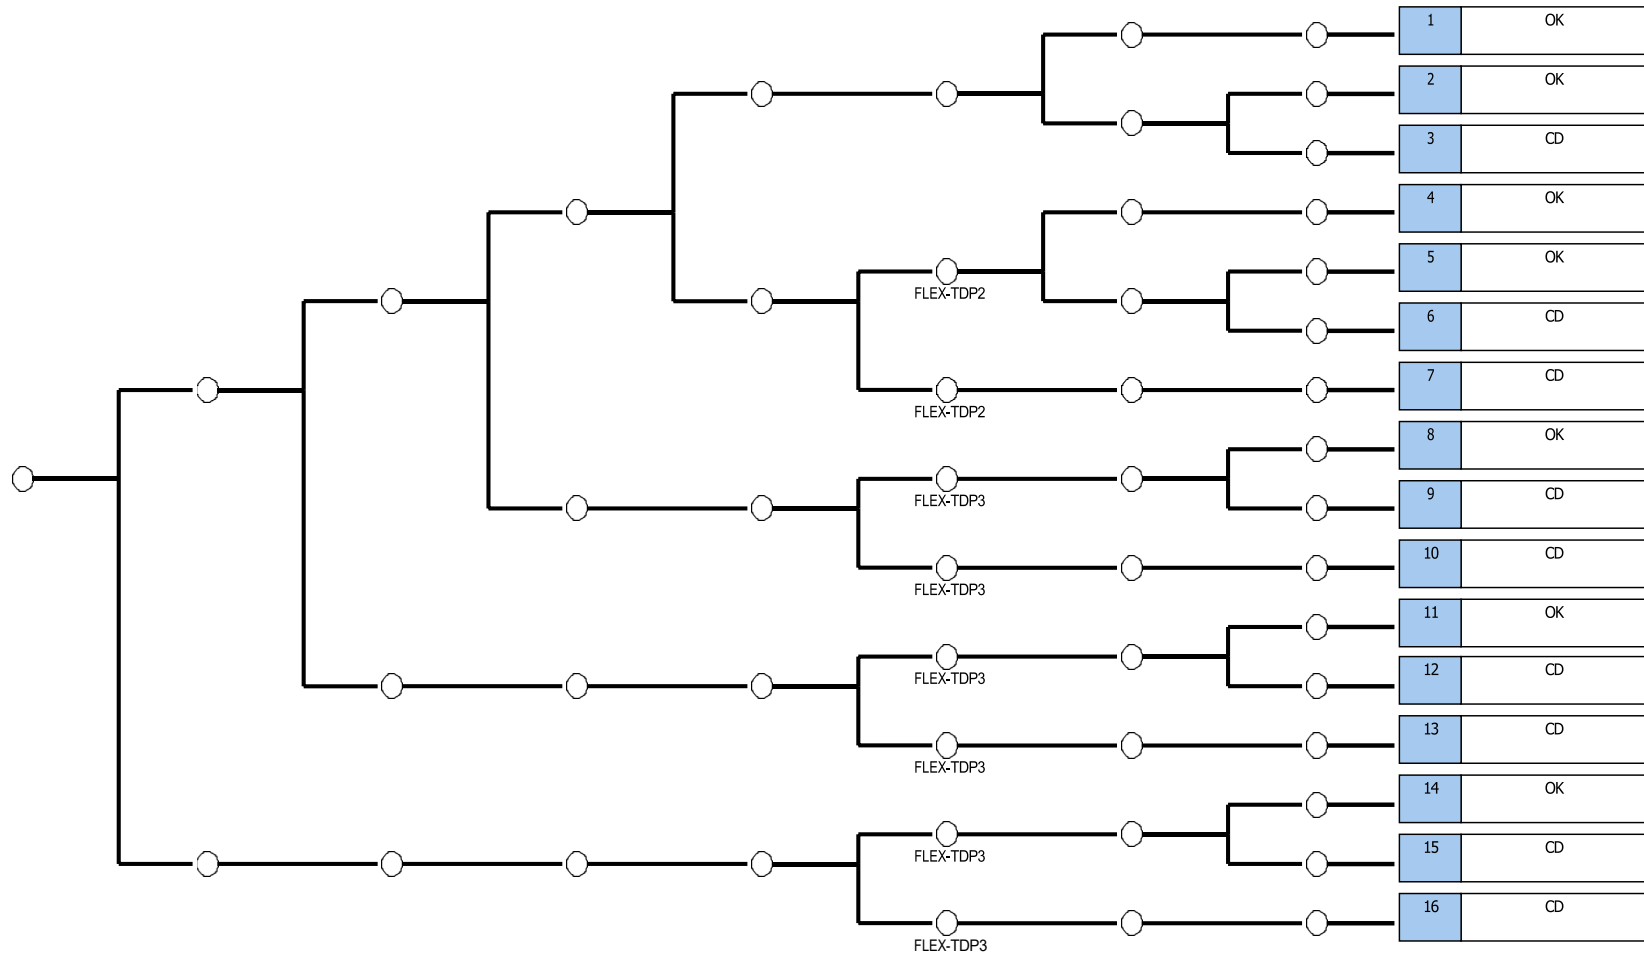 1 OK
2 OK
3 CD
4 OK
5 OK
FLEX-TDP2
6 CD
7 CD
FLEX-TDP2
8 OK
9 CD
FLEX-TDP3
10 CD
FLEX-TDP3
11 OK
12 CD
FLEX-TDP3
13 CD
FLEX-TDP3
14 OK
15 CD
FLEX-TDP3
16 CD
FLEX-TDP3